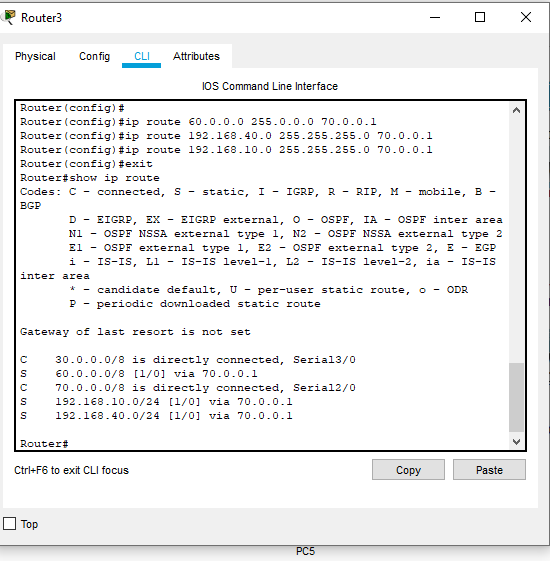 Router3
Physical Config CLI Attributes
IOS Command Line Interface
Router(config)#
Router(config)#ip route 60.0.0.0 255.0.0.0 70.0.0.1
Router(config)#ip route 192.168.40.0 255.255.255.0 70.0.0.1
Router(config)#ip route 192.168.10.0 255.255.255.0 70.0.0.1
Router(config)#exit
Router#show ip route
Codes: C - connected, S - static, I - IGRP, R - RIP, M - mobile, B -
BGP
D - EIGRP, EX - EIGRP external, O - OSPF, IA - OSPF inter area
N1 - OSPF NSSA external type 1, N2 - OSPF NSSA external type 2
E1 - OSPF external type 1, E2 - OSPF external type 2, E - EGP
i - IS-IS, L1 - IS-IS level-1, L2 - IS-IS level-2, ia - IS-IS
inter area
* - candidate default, U - per-user static route, o - ODR
P - periodic downloaded static route
Gateway of last resort is not set
C 30.0.0.0/8 is directly connected, Serial3/0
S 60.0.0.0/8 [1/0] via 70.0.0.1
C 70.0.0.0/8 is directly connected, Serial2/0
S 192.168.10.0/24 [1/0] via 70.0.0.1
S 192.168.40.0/24 [1/0] via 70.0.0.1
Router#
Ctrl+F6 to exit CLI focus Copy Paste
Top
PC5